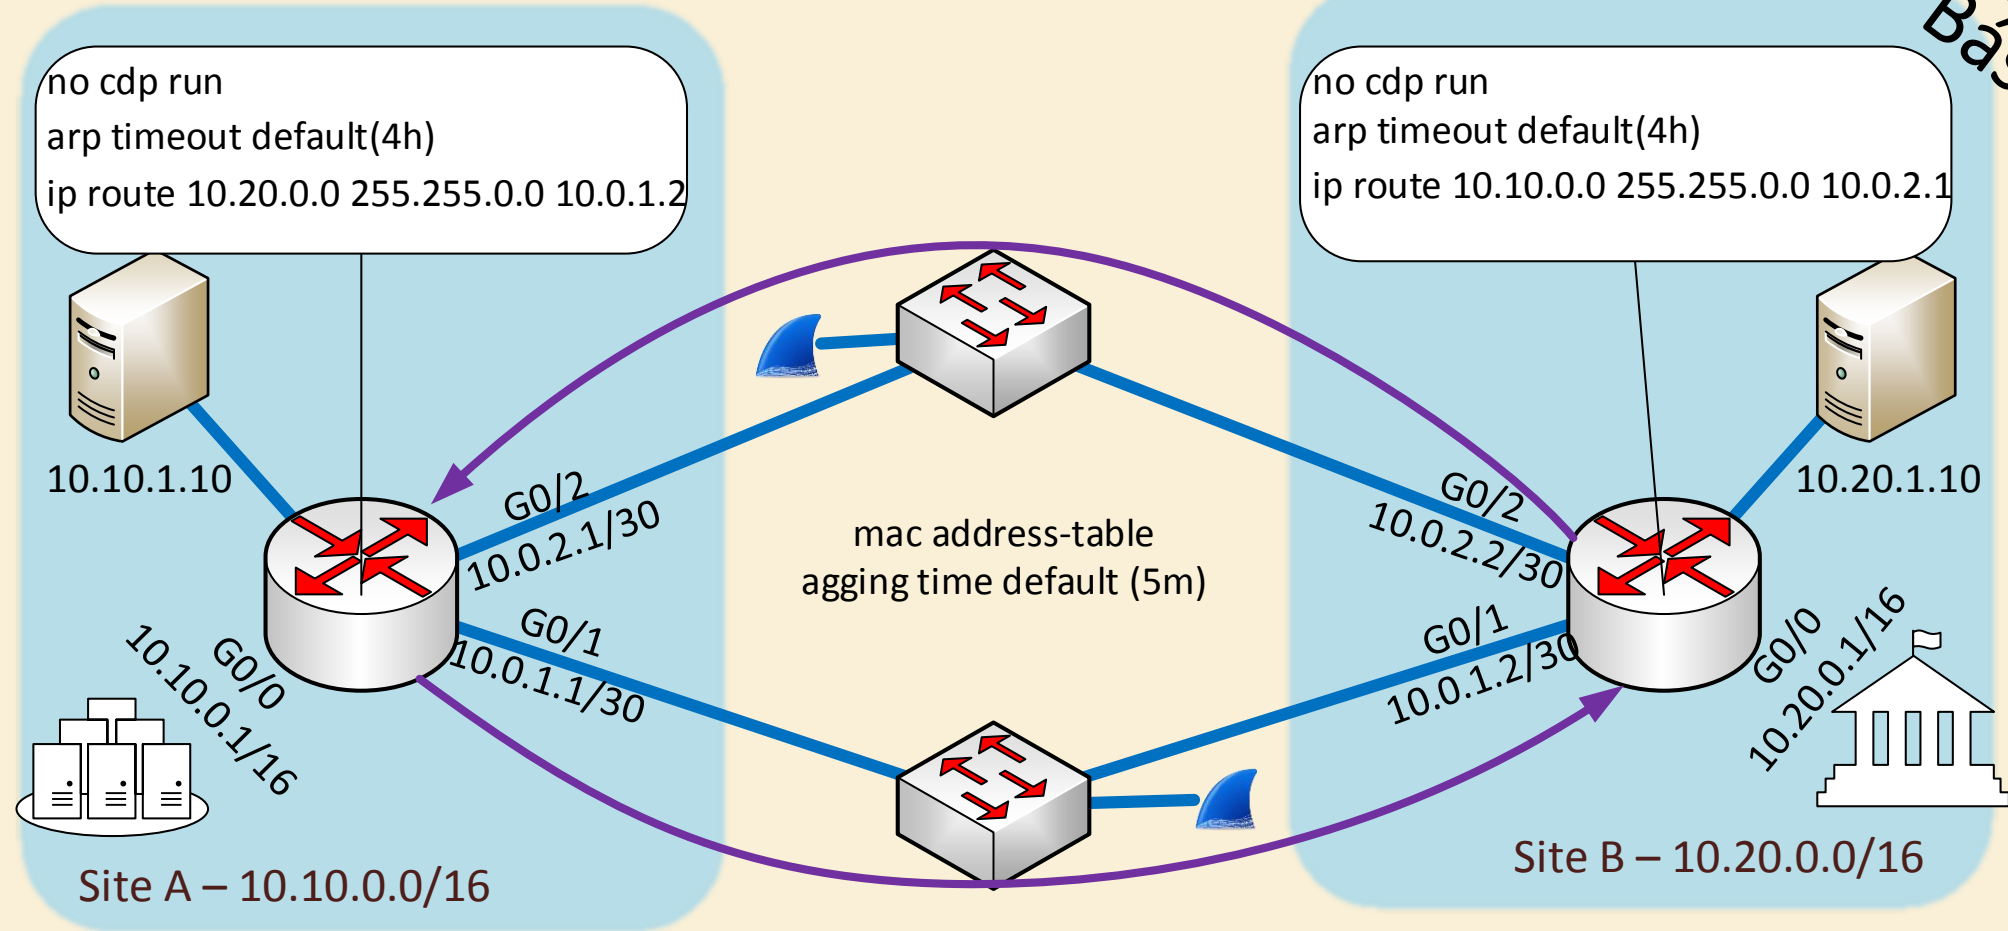 no cdp run
arp timeout default(4h)
ip route 10.20.0.0 255.255.0.0 10.0.1.2
no cdp run
arp timeout default(4h)
ip route 10.10.0.0 255.255.0.0 10.0.2.1
10.10.1.10
10.20.1.10
G0/2
10.0.2.1/30
G0/2
10.0.2.2/30
mac address-table
agging time default (5m)
G0/1
10.0.1.1/30
G0/1
10.0.1.2/30
G0/0
10.10.0.1/16
G0/0
10.20.0.1/16
Site A – 10.10.0.0/16
Site B – 10.20.0.0/16